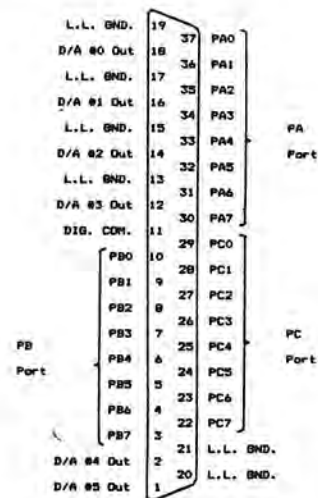 L.L. GND. 19
37 PA0
D/A #0 Out 18
36 PA1
L.L. GND. 17
35 PA2
D/A #1 Out 16
34 PA3
L.L. GND. 15
33 PA4
PA
D/A #2 Out 14
Port
32 PA5
L.L. GND. 13
31 PA6
D/A #3 Out 12
30 PA7
DIG. COM. 11
29 PC0
PB0 10
28 PC1
PB1 9
27 PC2
PB2 8
26 PC3
PB3 7
PB
PC
25 PC4
PB4 6
Port
Port
24 PC5
PB5 5
23 PC6
PB6 4
22 PC7
PB7 3
21 L.L. GND.
D/A #4 Out 2
20 L.L. GND.
D/A #5 Out 1